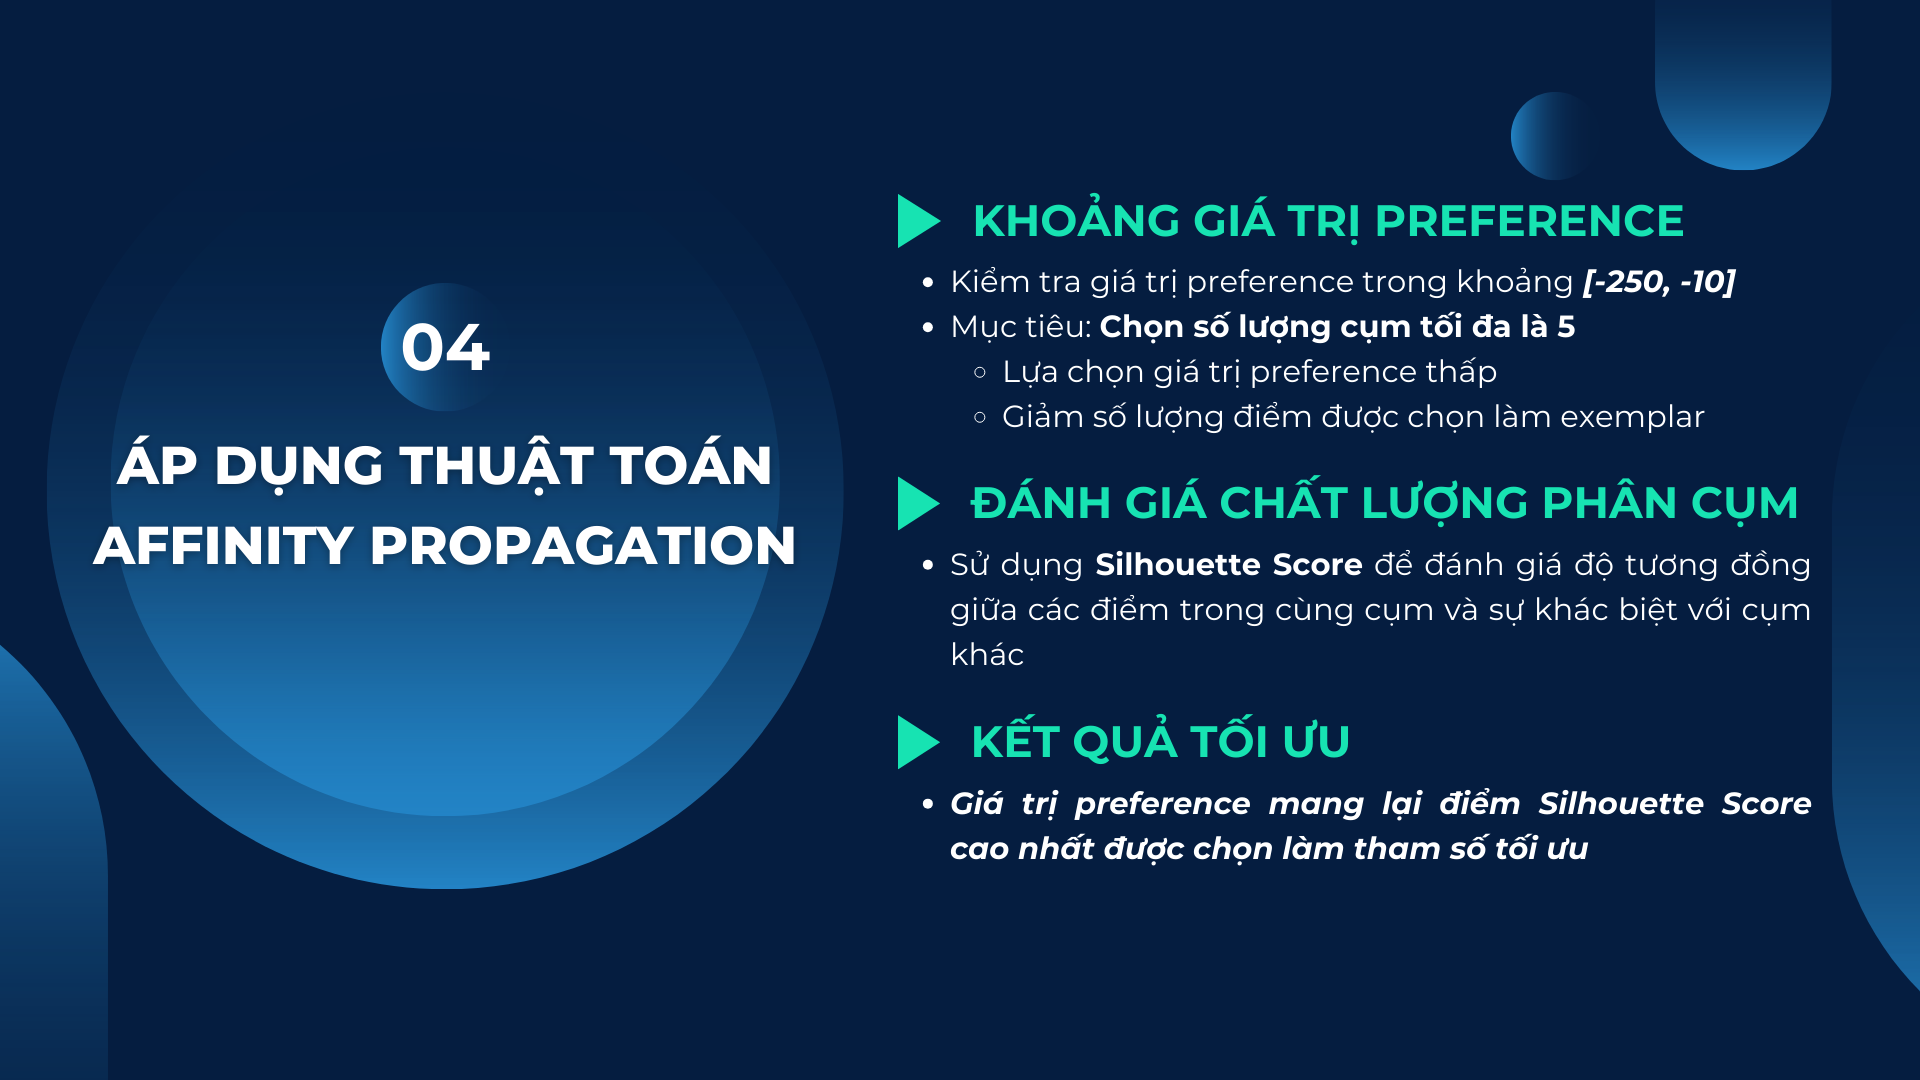 04
ÁP DỤNG THUẬT TOÁN
AFFINITY PROPAGATION
KHOẢNG GIÁ TRỊ PREFERENCE
• Kiểm tra giá trị preference trong khoảng [-250, -10]
• Mục tiêu: Chọn số lượng cụm tối đa là 5
○ Lựa chọn giá trị preference thấp
○ Giảm số lượng điểm được chọn làm exemplar
ĐÁNH GIÁ CHẤT LƯỢNG PHÂN CỤM
• Sử dụng Silhouette Score để đánh giá độ tương đồng
giữa các điểm trong cùng cụm và sự khác biệt với cụm
khác
KẾT QUẢ TỐI ƯU
• Giá trị preference mang lại điểm Silhouette Score
cao nhất được chọn làm tham số tối ưu